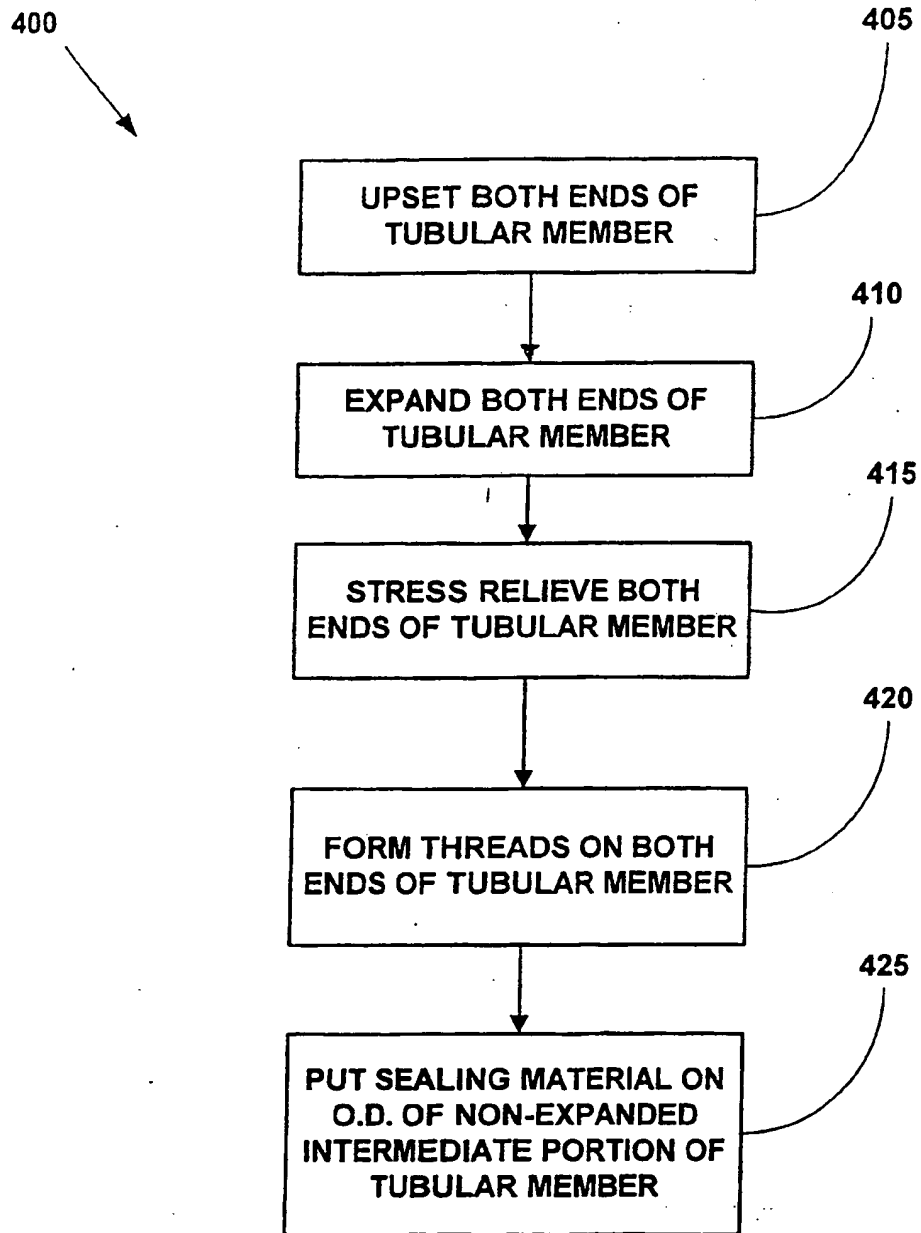 400
405
UPSET BOTH ENDS OF
TUBULAR MEMBER
410
EXPAND BOTH ENDS OF
TUBULAR MEMBER
415
STRESS RELIEVE BOTH
ENDS OF TUBULAR MEMBER
420
FORM THREADS ON BOTH
ENDS OF TUBULAR MEMBER
425
PUT SEALING MATERIAL ON
O.D. OF NON-EXPANDED
INTERMEDIATE PORTION OF
TUBULAR MEMBER